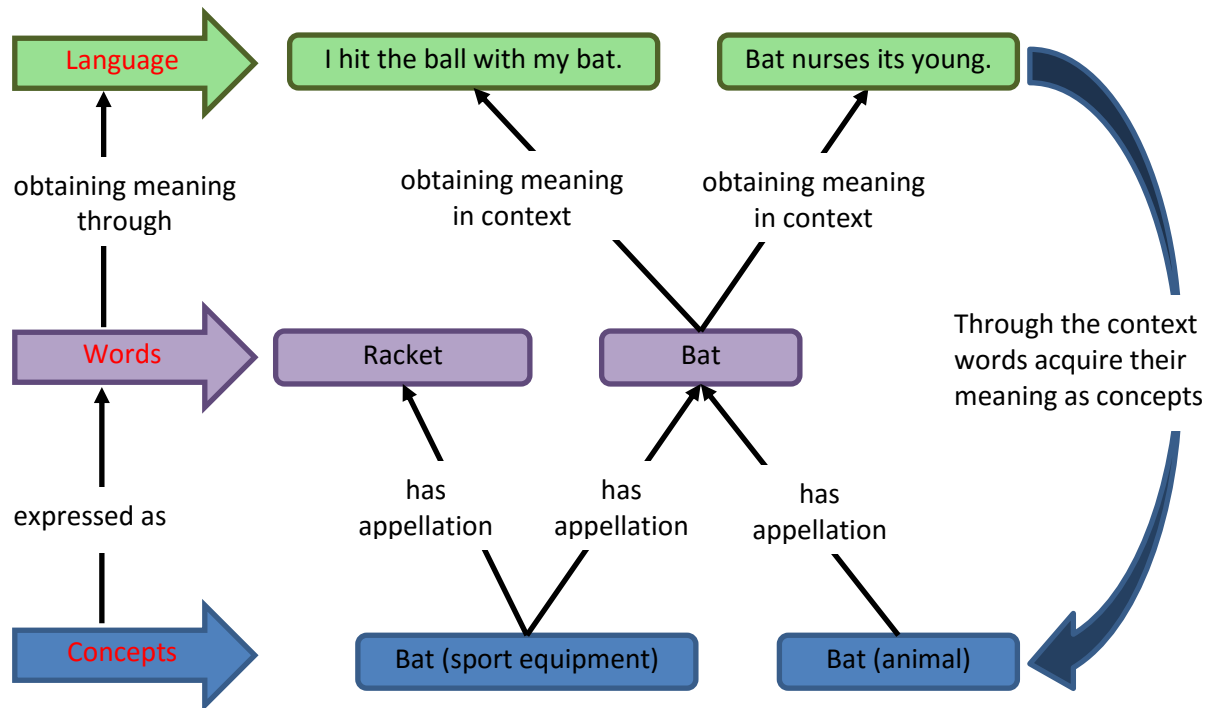 Language
I hit the ball with my bat.
Bat nurses its young.
obtaining meaning
through
obtaining meaning
in context
obtaining meaning
in context
Words
Racket
Bat
Through the context
words acquire their
meaning as concepts
expressed as
has
appellation
has
appellation
has
appellation
Concepts
Bat (sport equipment)
Bat (animal)